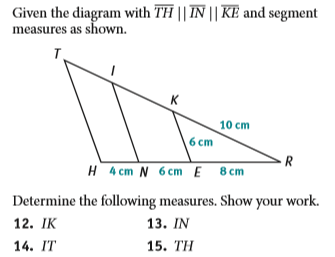 Given the diagram with TH || IN || KE and segment
measures as shown.
T
I
K
10 cm
6 cm
R
H 4 cm N 6 cm E 8 cm
Determine the following measures. Show your work.
12. IK 13. IN
14. IT 15. TH